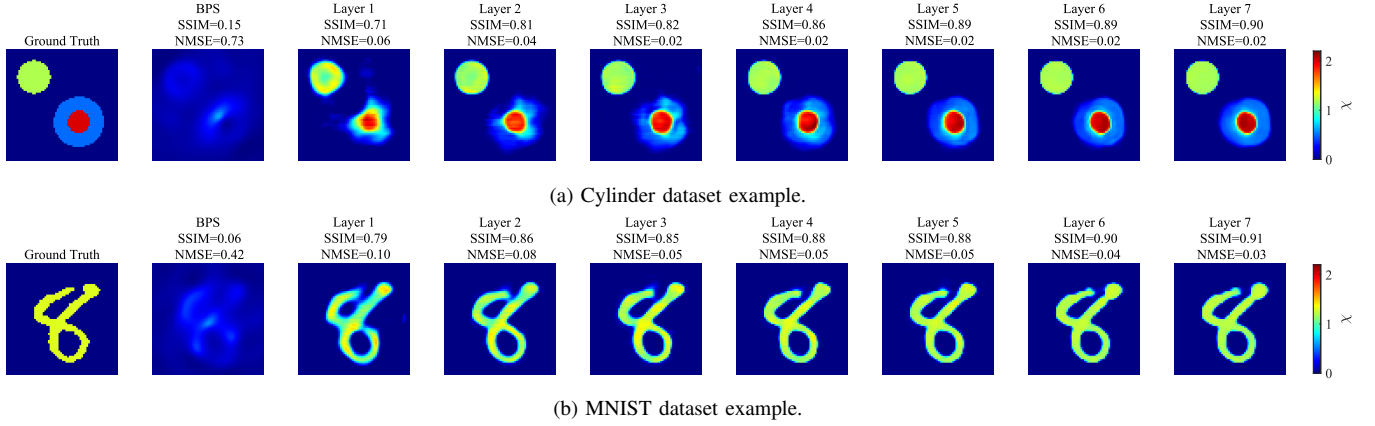 Ground Truth
BPS
SSIM=0.15
NMSE=0.73
Layer 1
SSIM=0.71
NMSE=0.06
Layer 2
SSIM=0.81
NMSE=0.04
Layer 3
SSIM=0.82
NMSE=0.02
Layer 4
SSIM=0.86
NMSE=0.02
Layer 5
SSIM=0.89
NMSE=0.02
Layer 6
SSIM=0.89
NMSE=0.02
Layer 7
SSIM=0.90
NMSE=0.02
2
1
0
χ
(a) Cylinder dataset example.
Ground Truth
BPS
SSIM=0.06
NMSE=0.42
Layer 1
SSIM=0.79
NMSE=0.10
Layer 2
SSIM=0.86
NMSE=0.08
Layer 3
SSIM=0.85
NMSE=0.05
Layer 4
SSIM=0.88
NMSE=0.05
Layer 5
SSIM=0.88
NMSE=0.05
Layer 6
SSIM=0.90
NMSE=0.04
Layer 7
SSIM=0.91
NMSE=0.03
2
1
0
χ
(b) MNIST dataset example.